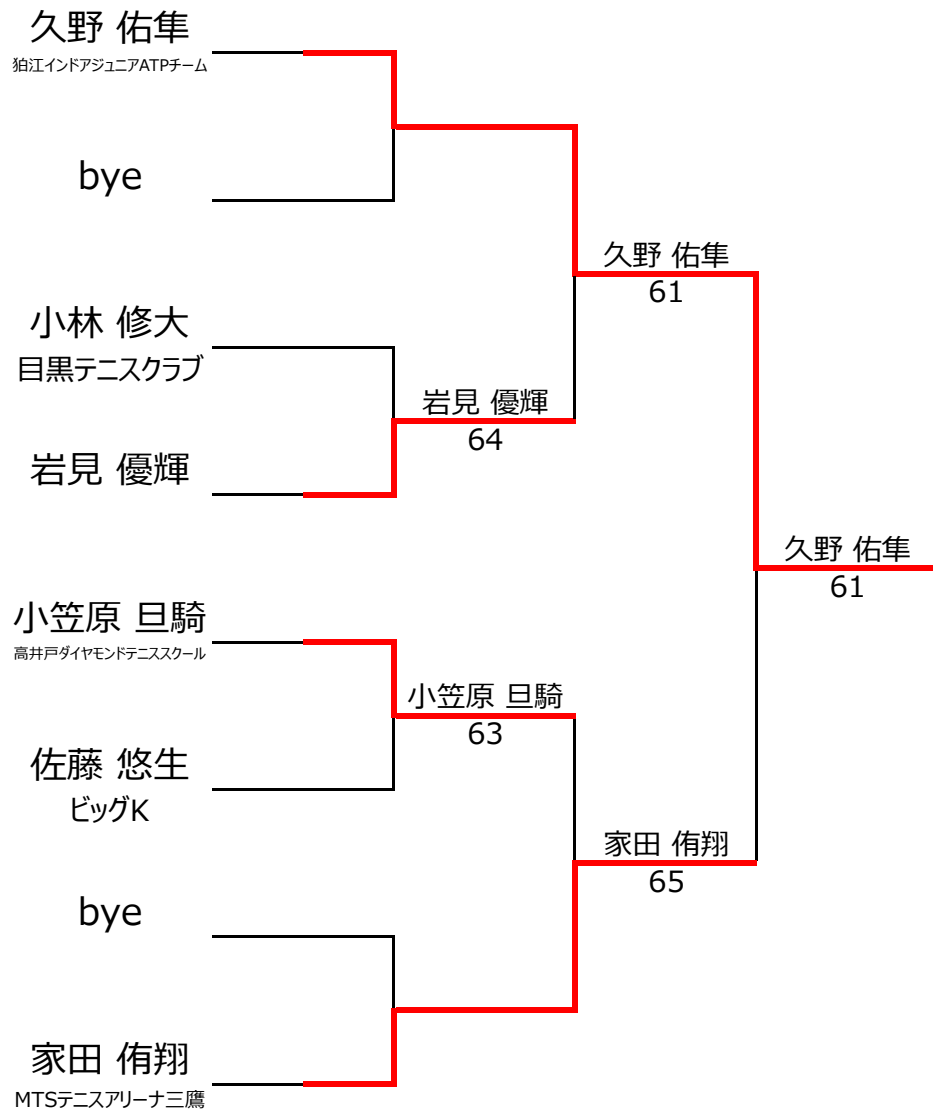 久野 佑隼
狛江インドアジュニアATPチーム
bye
久野 佑隼
61
小林 修大
目黒テニスクラブ
岩見 優輝
64
岩見 優輝
久野 佑隼
61
小笠原 旦騎
高井戸ダイヤモンドテニススクール
小笠原 旦騎
63
佐藤 悠生
ビッグK
家田 侑翔
65
bye
家田 侑翔
MTSテニスアリーナ三鷹